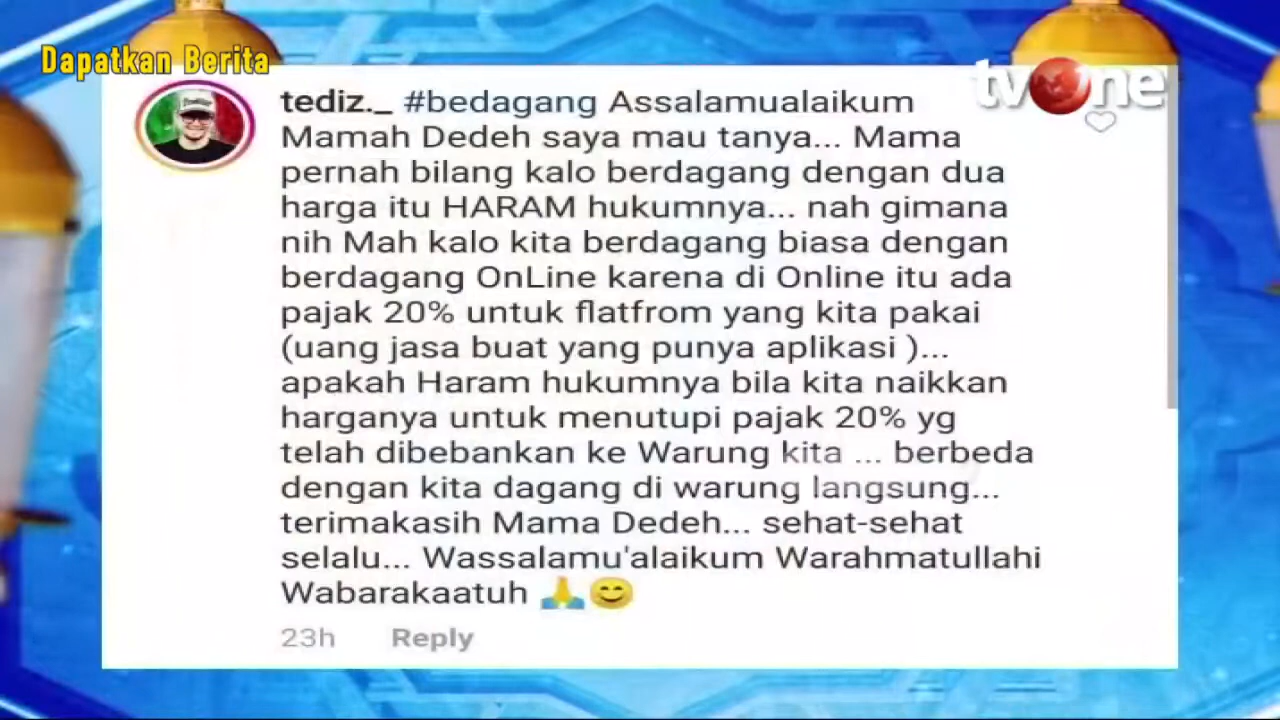 Dapatkan Berita
tvOne
tediz._ #bedagang Assalamualaikum
Mamah Dedeh saya mau tanya... Mama
pernah bilang kalo berdagang dengan dua
harga itu HARAM hukumnya... nah gimana
nih Mah kalo kita berdagang biasa dengan
berdagang OnLine karena di Online itu ada
pajak 20% untuk flatfrom yang kita pakai
(uang jasa buat yang punya aplikasi )...
apakah Haram hukumnya bila kita naikkan
harganya untuk menutupi pajak 20% yg
telah dibebankan ke Warung kita ... berbeda
dengan kita dagang di warung langsung...
terimakasih Mama Dedeh... sehat-sehat
selalu... Wassalamu'alaikum Warahmatullahi
Wabarakaatuh 🙏😊
23h Reply